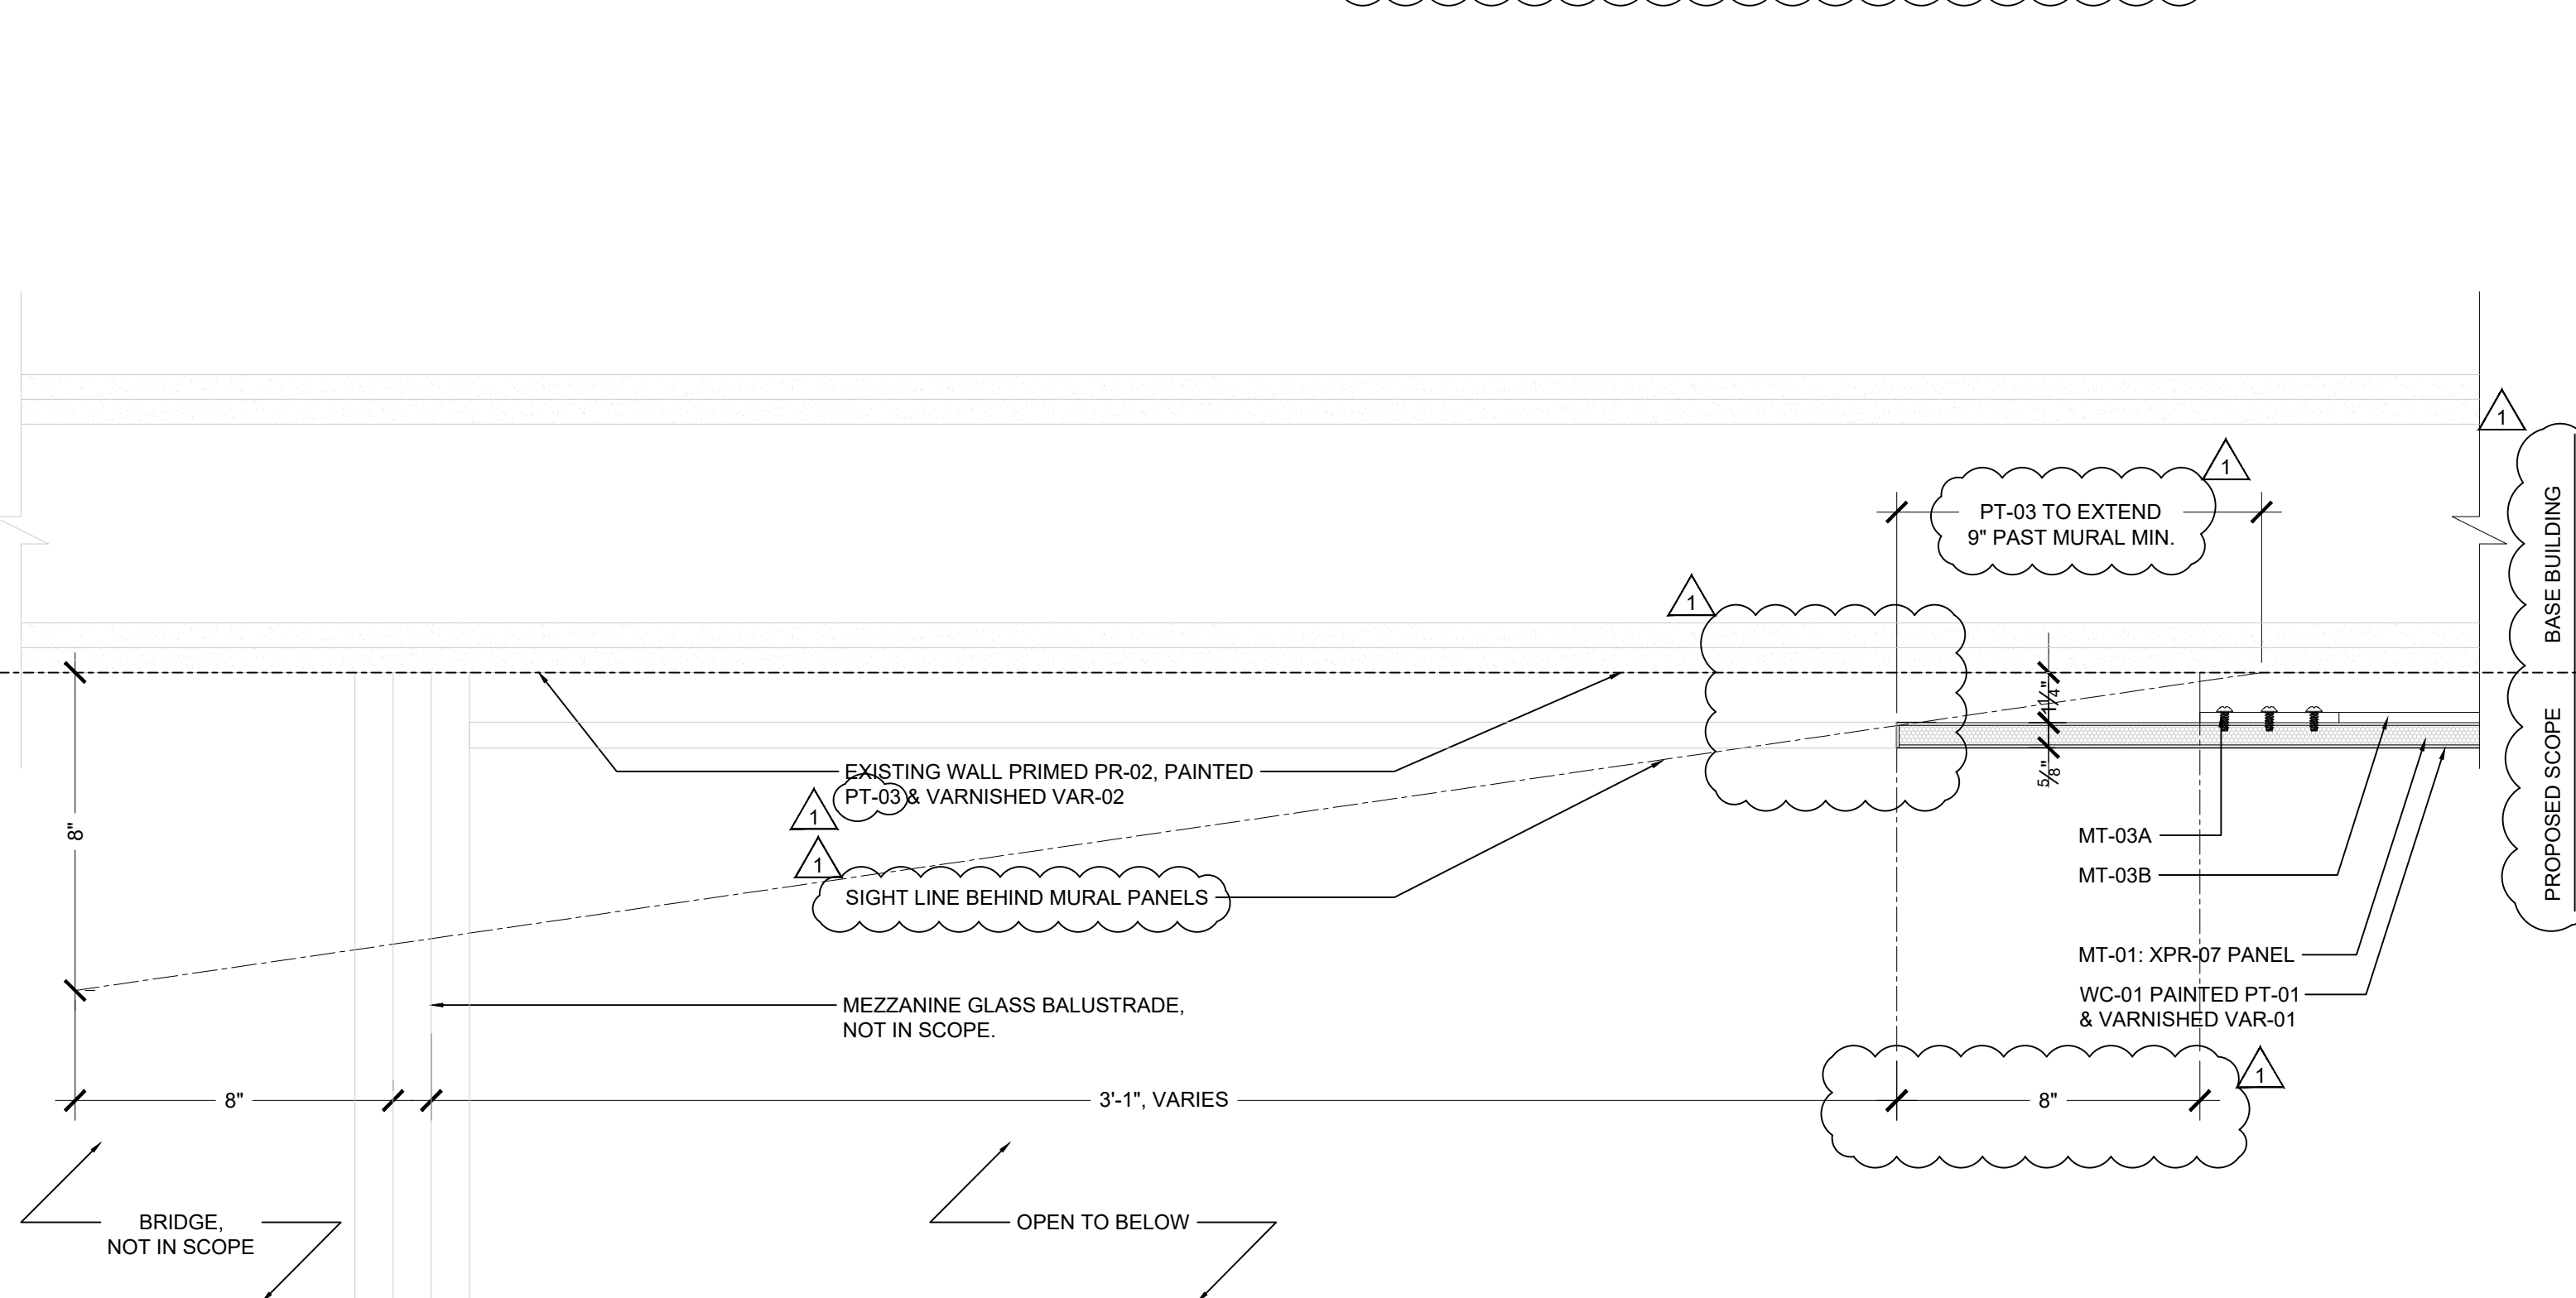 1
BASE BUILDING
PROPOSED SCOPE
1
PT-03 TO EXTEND
9" PAST MURAL MIN.
1
1 1/4"
5/8"
8"
EXISTING WALL PRIMED PR-02, PAINTED
PT-03 & VARNISHED VAR-02
1
1
SIGHT LINE BEHIND MURAL PANELS
MT-03A
MT-03B
MT-01: XPR-07 PANEL
WC-01 PAINTED PT-01
& VARNISHED VAR-01
MEZZANINE GLASS BALUSTRADE,
NOT IN SCOPE.
8"
3'-1", VARIES
8"
1
BRIDGE,
NOT IN SCOPE
OPEN TO BELOW